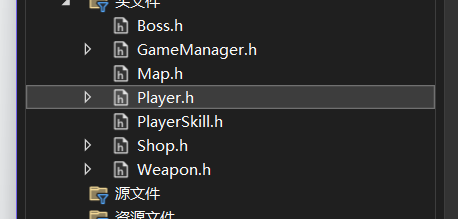 头文件
Boss.h
GameManager.h
Map.h
Player.h
PlayerSkill.h
Shop.h
Weapon.h
源文件
资源文件